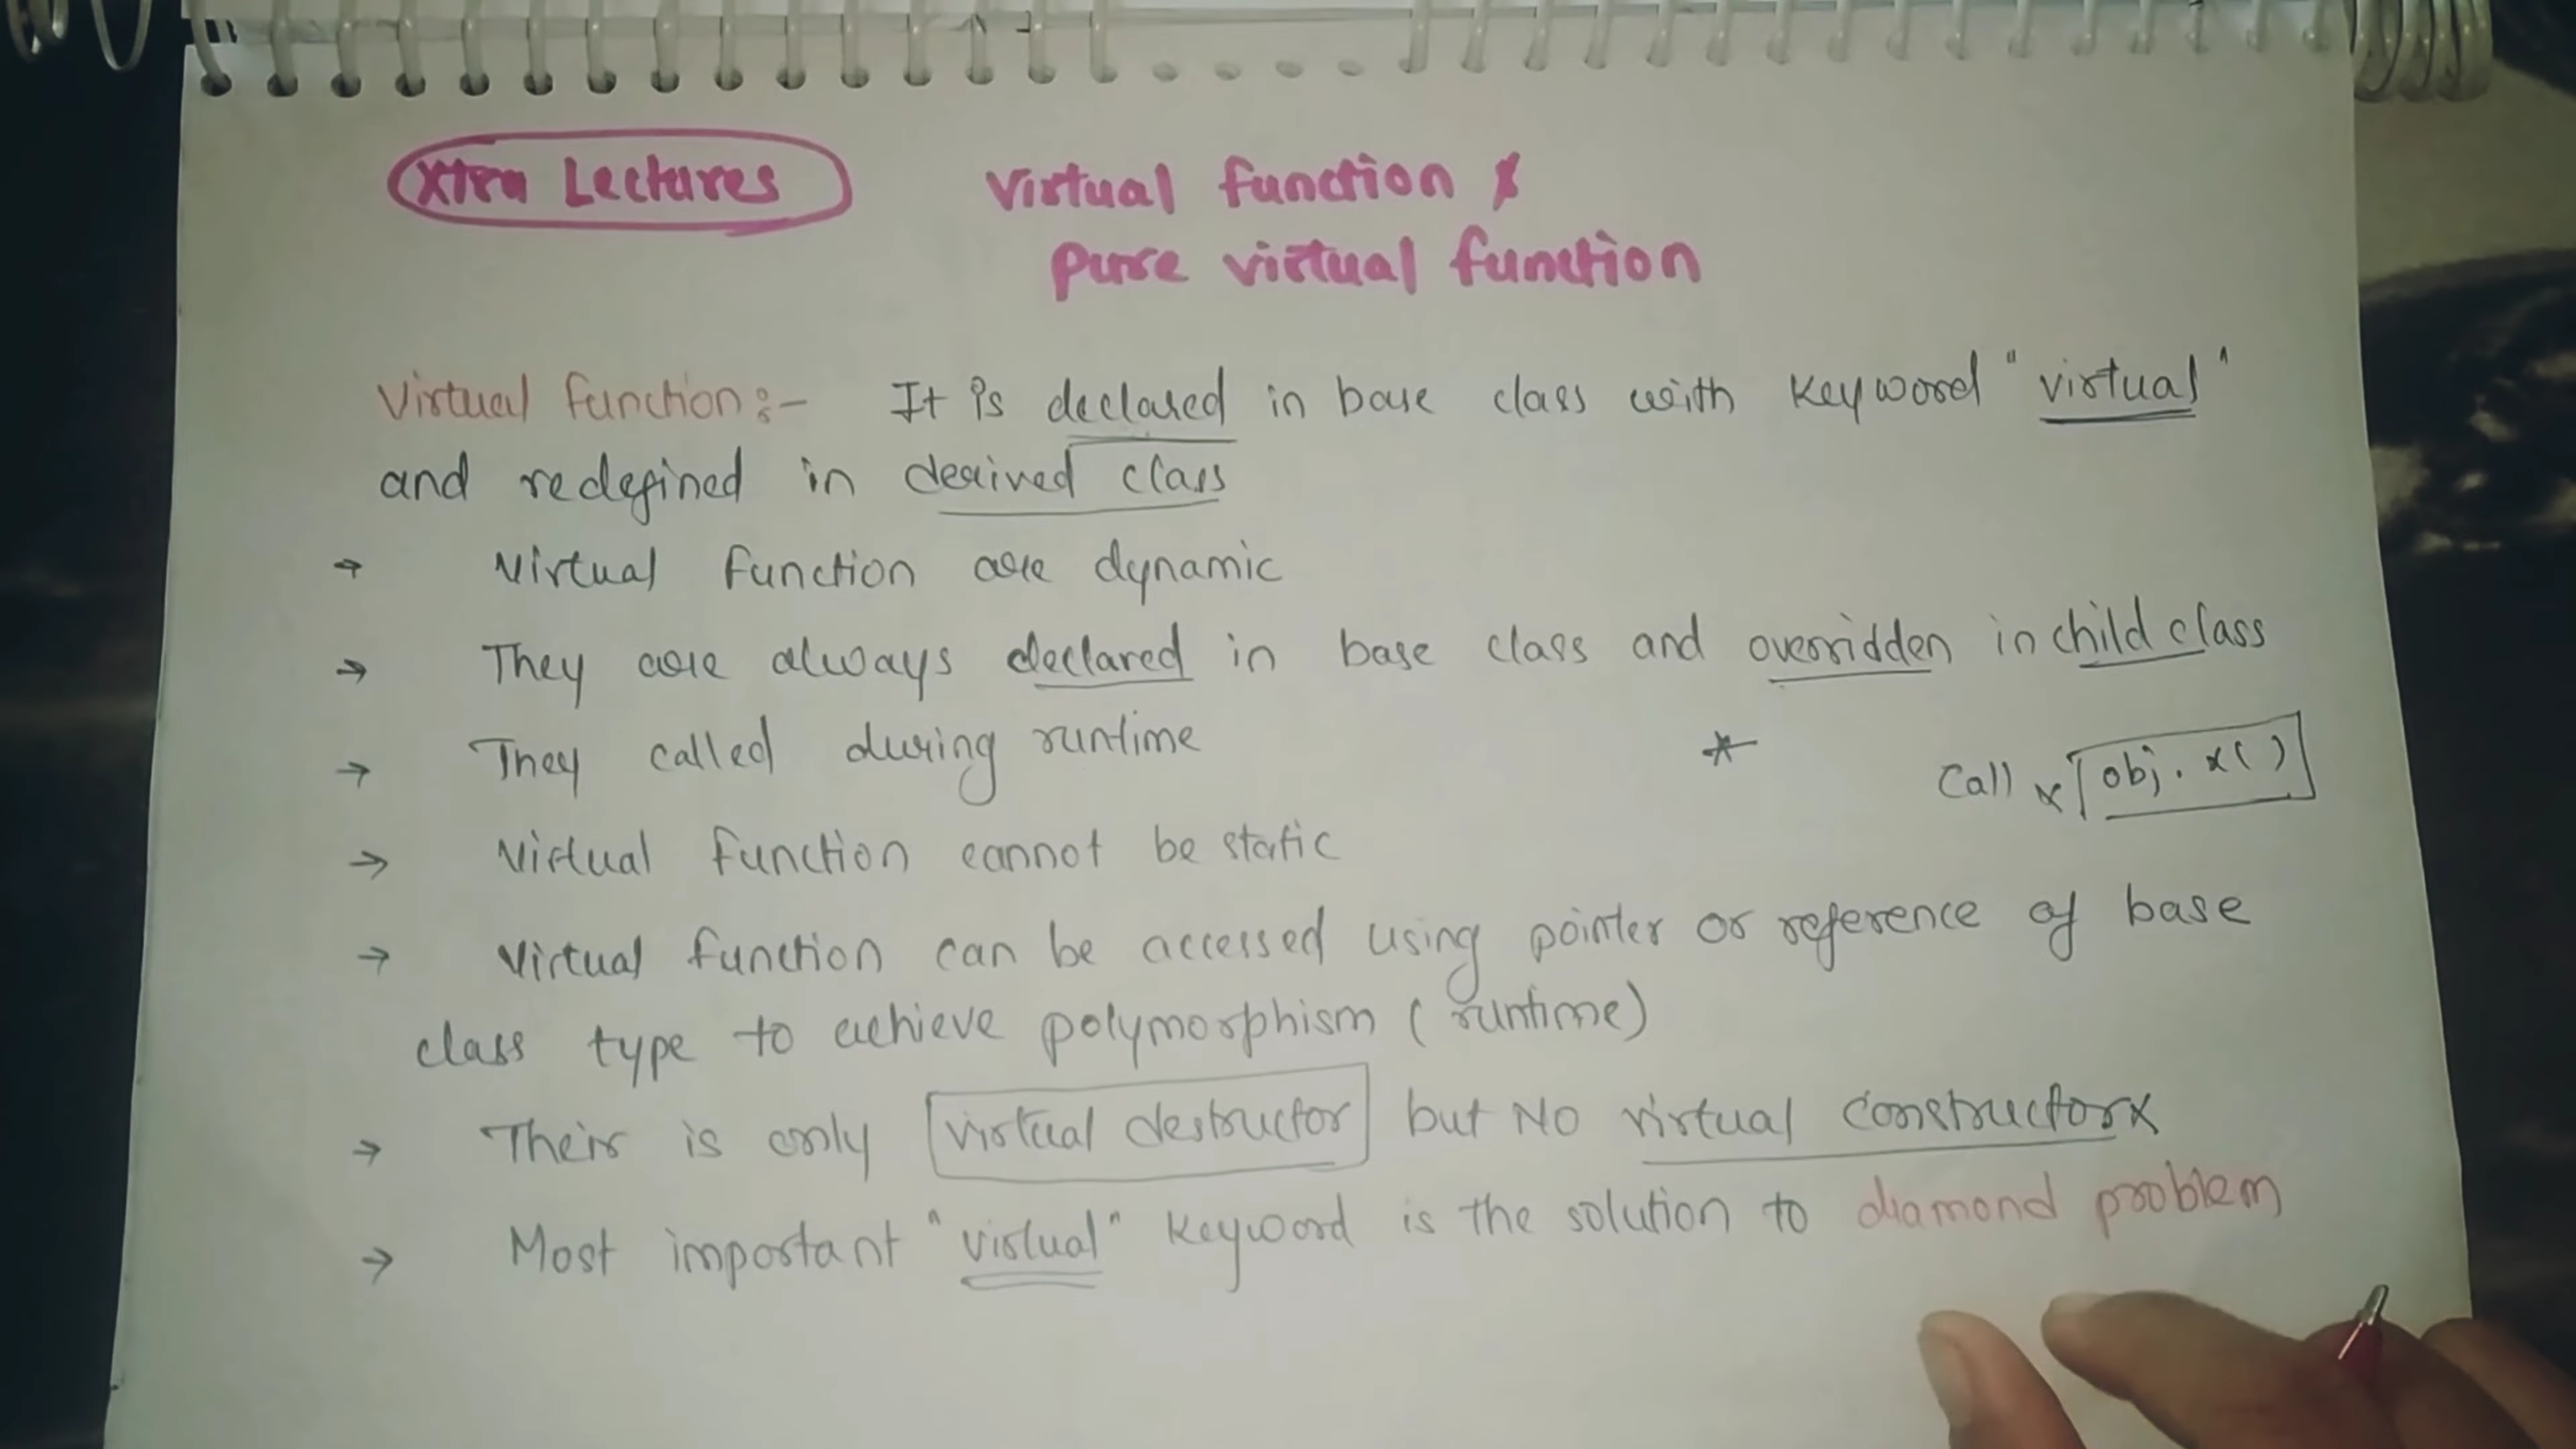 Xtra Lectures
Virtual function &
pure virtual function
Virtual function :- It is declared in base class with keyword "virtual"
and redefined in derived class
→ Virtual function are dynamic
→ They are always declared in base class and overridden in child class
→ They called during runtime
* Call x obj. x()
→ Virtual function cannot be static
→ Virtual function can be accessed using pointer or reference of base
class type to achieve polymorphism (runtime)
→ Their is only virtual destructor but No virtual constructor x
→ Most important "virtual" keyword is the solution to diamond problem